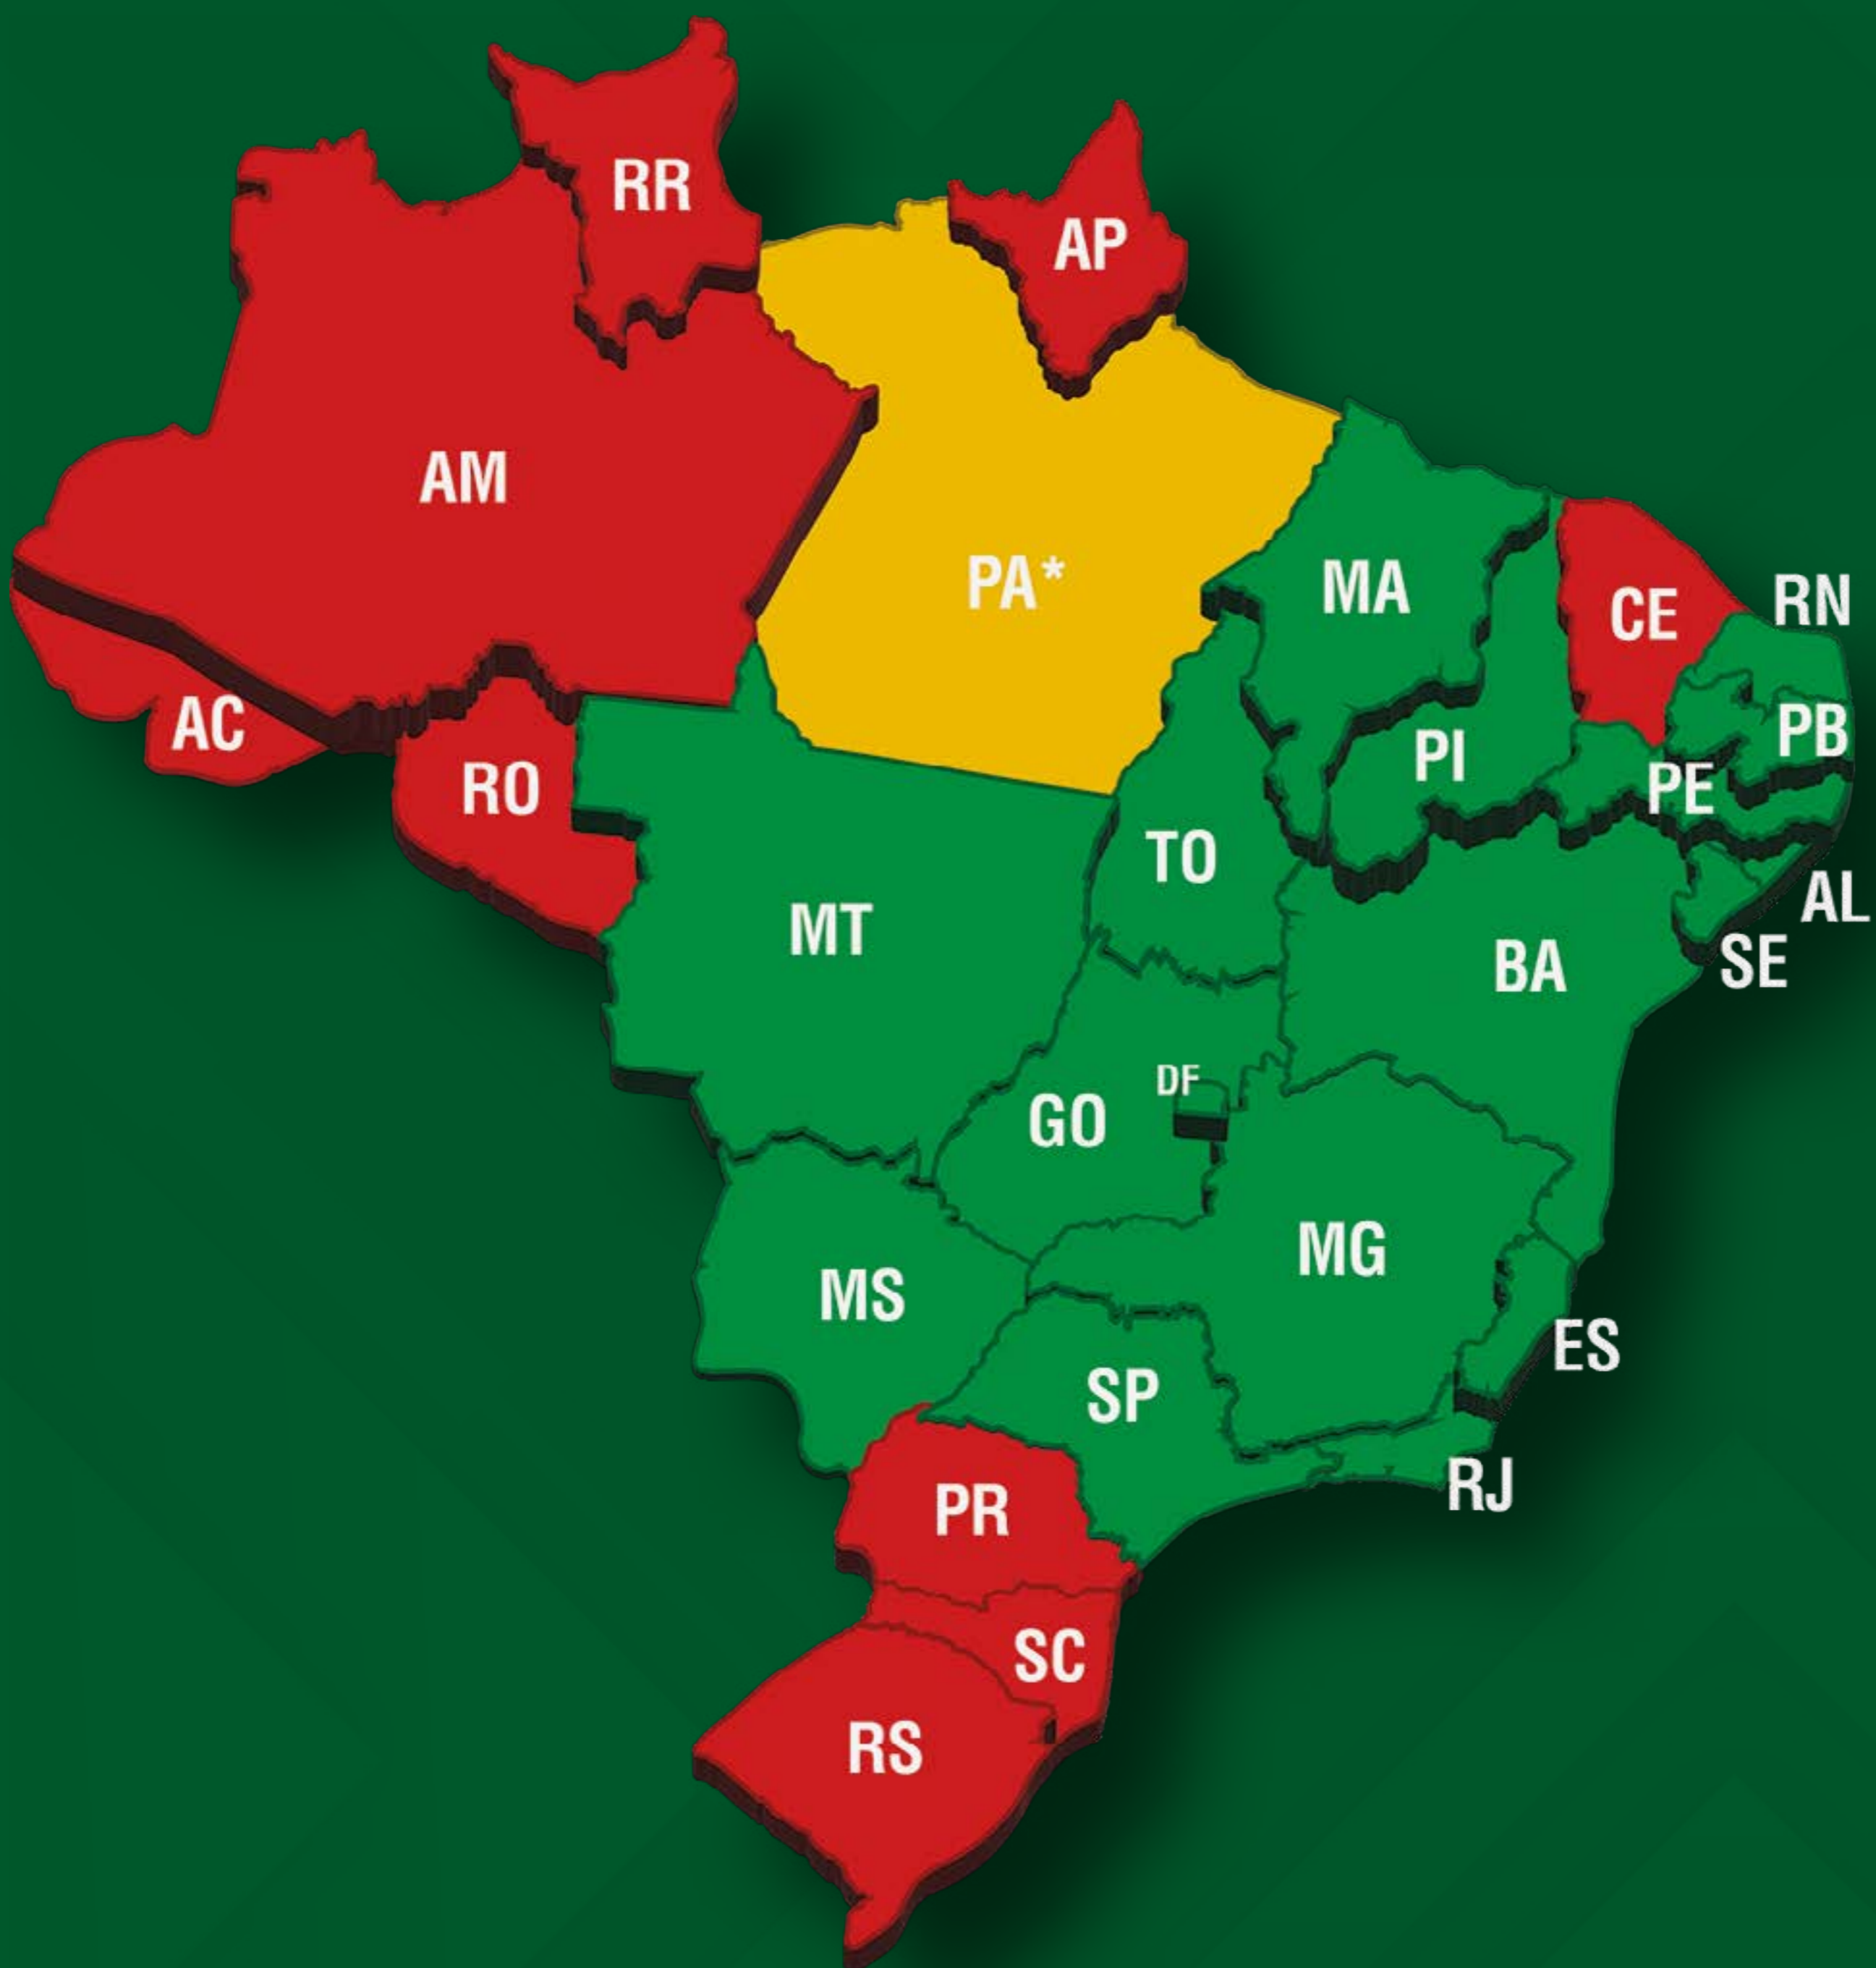 RR
AP
AM
PA*
MA
CE
RN
AC
RO
PI
PB
PE
TO
MT
AL
BA
SE
DF
GO
MG
MS
ES
SP
RJ
PR
SC
RS